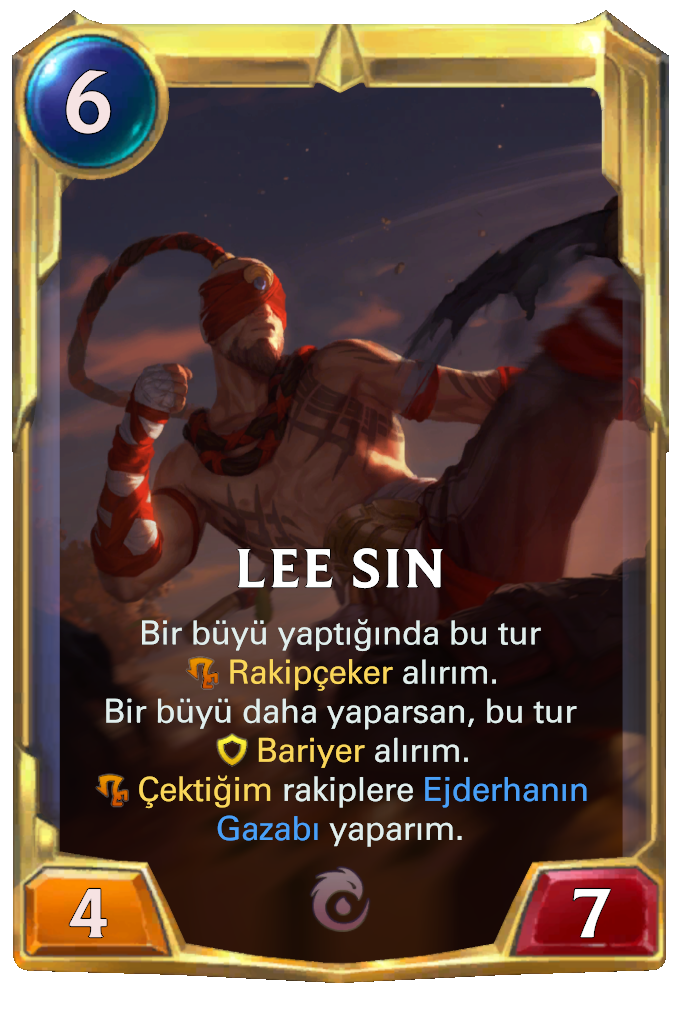 6
LEE SIN
Bir büyü yaptığında bu tur
Rakipçeker alırım.
Bir büyü daha yaparsan, bu tur
Bariyer alırım.
Çektiğim rakiplere Ejderhanın
Gazabı yaparım.
4
7